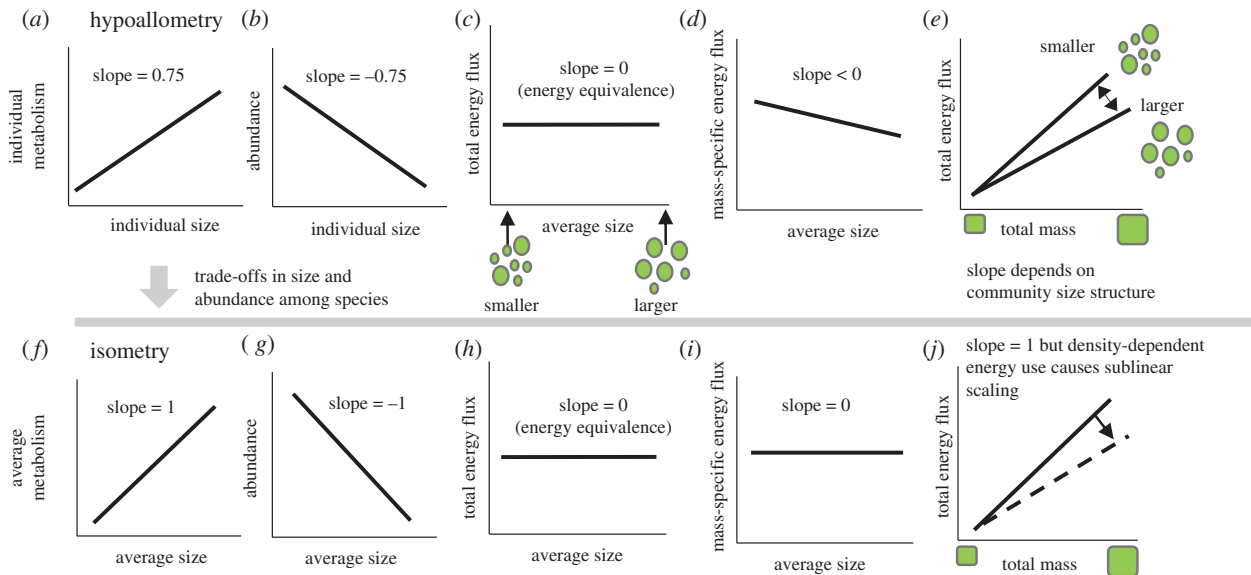 (a) hypoallometry
individual
metabolism
slope = 0.75
individual size
(b)
abundance
slope = –0.75
individual size
(c)
total energy flux
slope = 0
(energy equivalence)
average size
smaller
larger
(d)
mass-specific energy flux
slope < 0
average size
(e)
total energy flux
smaller
larger
total mass
slope depends on
community size structure
trade-offs in size and
abundance among species
(f) isometry
average
metabolism
slope = 1
average size
(g)
abundance
slope = –1
average size
(h)
total energy flux
slope = 0
(energy equivalence)
average size
(i)
mass-specific energy flux
slope = 0
average size
(j)
slope = 1 but density-dependent
energy use causes sublinear
scaling
total energy flux
total mass